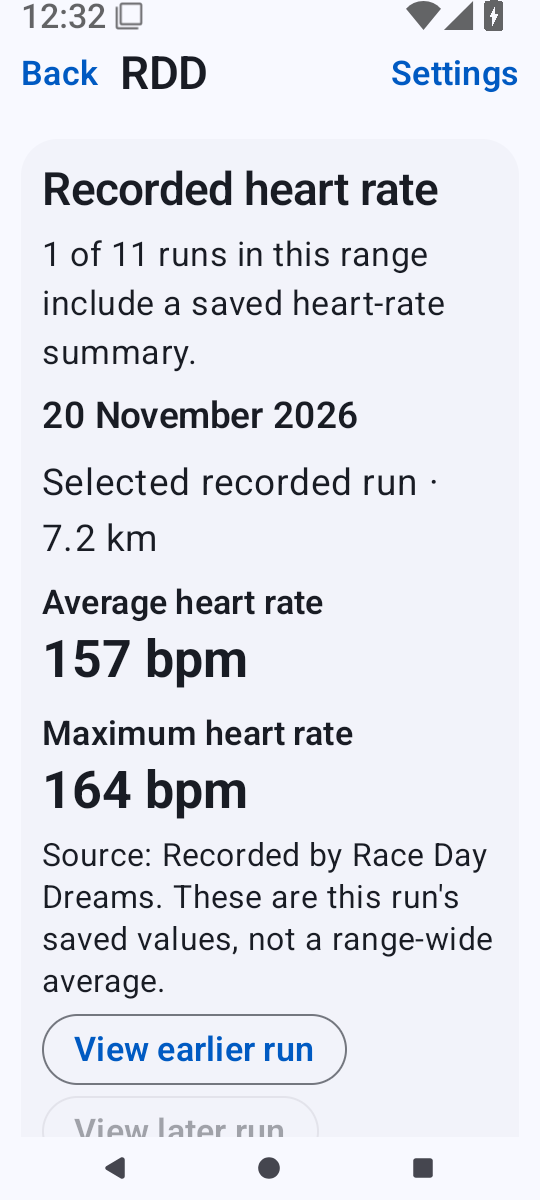 12:32
Back RDD Settings
Recorded heart rate
1 of 11 runs in this range
include a saved heart-rate
summary.
20 November 2026
Selected recorded run ·
7.2 km
Average heart rate
157 bpm
Maximum heart rate
164 bpm
Source: Recorded by Race Day
Dreams. These are this run's
saved values, not a range-wide
average.
View earlier run
View later run